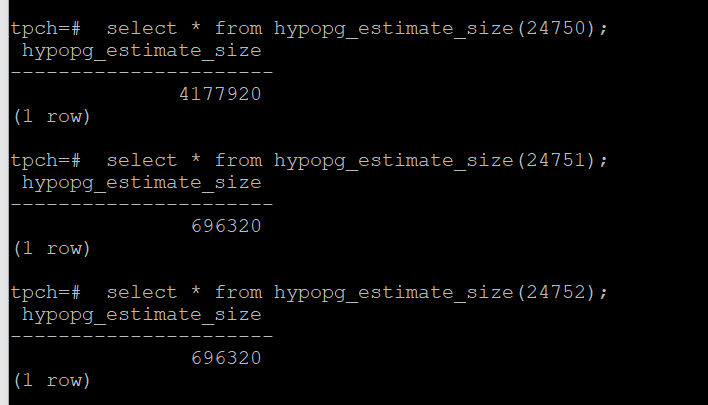 tpch=#  select * from hypopg_estimate_size(24750);
 hypopg_estimate_size
----------------------
              4177920
(1 row)

tpch=#  select * from hypopg_estimate_size(24751);
 hypopg_estimate_size
----------------------
               696320
(1 row)

tpch=#  select * from hypopg_estimate_size(24752);
 hypopg_estimate_size
----------------------
               696320
(1 row)